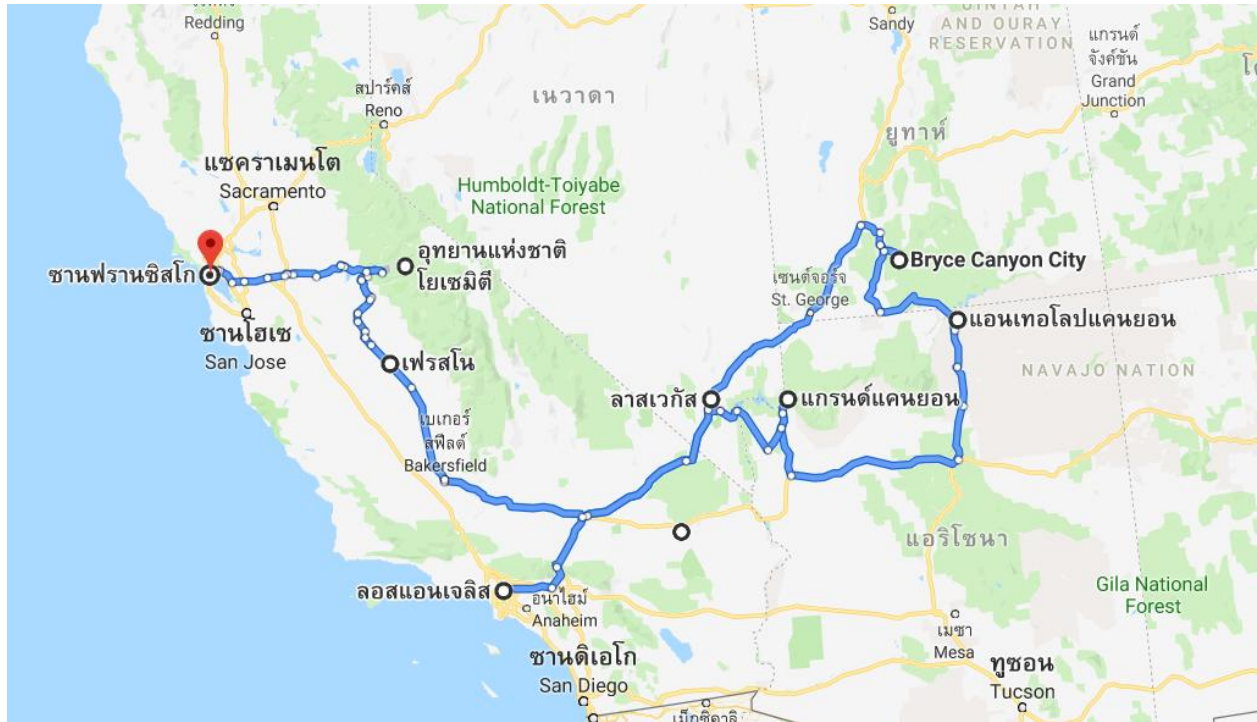 Redding
Sandy
UINTAH
AND OURAY
RESERVATION
แกรนด์
จังค์ชัน
Grand
Junction
สปาร์คส์
Reno
เนวาดา
ยูทาห์
แซคราเมนโต
Sacramento
Humboldt-Toiyabe
National Forest
อุทยานแห่งชาติ
โยเซมิตี
ซานฟรานซิสโก
Bryce Canyon City
เซนต์จอร์จ
St. George
ซานโฮเซ
San Jose
แอนเทอโลปแคนยอน
เฟรสโน
NAVAJO NATION
ลาสเวกัส
แกรนด์แคนยอน
เบเกอร์
สฟีลด์
Bakersfield
แอริโซนา
ลอสแอนเจลิส
อนาไฮม์
Anaheim
Gila National
Forest
เมซา
Mesa
ซานดิเอโก
San Diego
ทูซอน
Tucson
เม็กซิคาลี